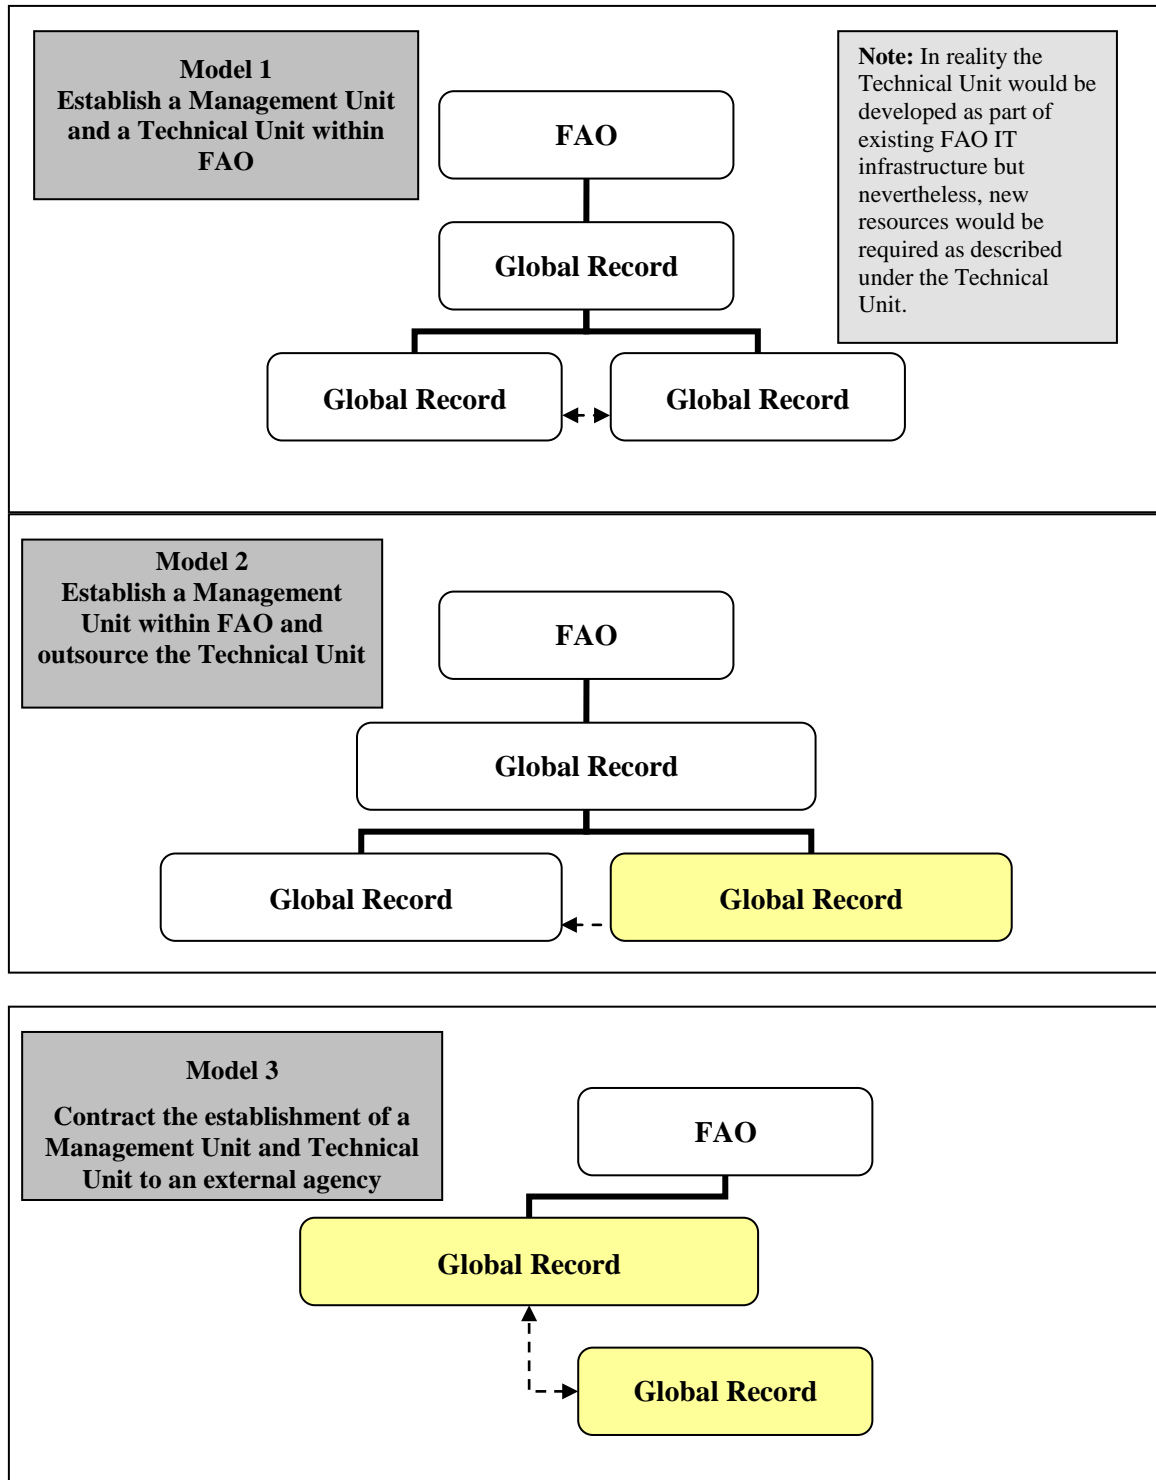 Model 1
Establish a Management Unit
and a Technical Unit within
FAO
FAO
Note: In reality the
Technical Unit would be
developed as part of
existing FAO IT
infrastructure but
nevertheless, new
resources would be
required as described
under the Technical
Unit.
Global Record
Global Record
Global Record
Model 2
Establish a Management
Unit within FAO and
outsource the Technical Unit
FAO
Global Record
Global Record
Global Record
Model 3
Contract the establishment of a
Management Unit and Technical
Unit to an external agency
FAO
Global Record
Global Record